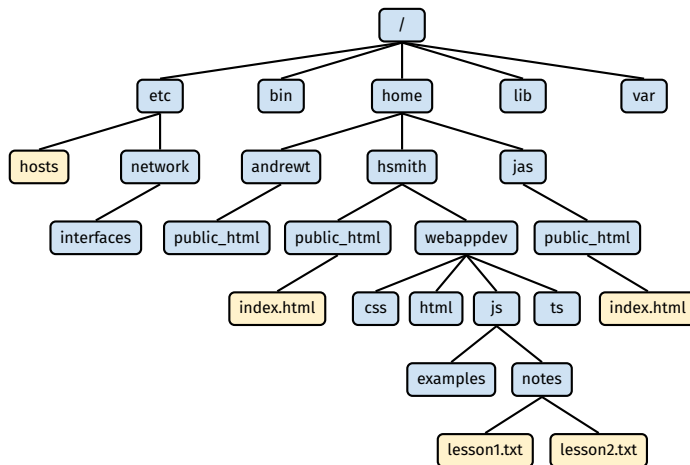 /
etc bin home lib var
hosts network andrewt hsmith jas
interfaces public_html public_html webappdev public_html
index.html css html js ts index.html
examples notes
lesson1.txt lesson2.txt